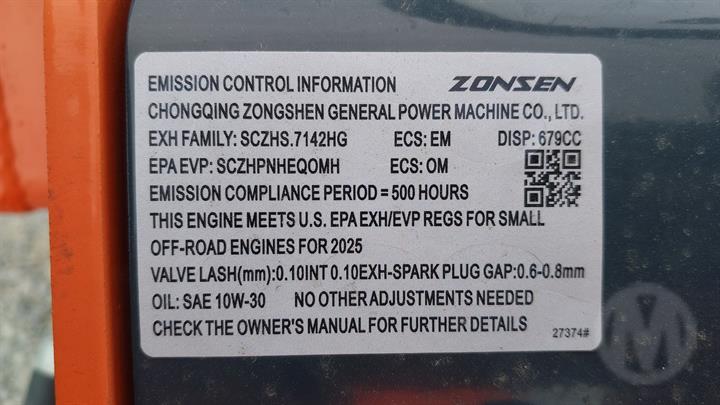 EMISSION CONTROL INFORMATION ZONSEN
CHONGQING ZONGSHEN GENERAL POWER MACHINE CO., LTD.
EXH FAMILY: SCZHS.7142HG ECS: EM DISP: 679CC
EPA EVP: SCZHPNHEQOMH ECS: OM
EMISSION COMPLIANCE PERIOD = 500 HOURS
THIS ENGINE MEETS U.S. EPA EXH/EVP REGS FOR SMALL
OFF-ROAD ENGINES FOR 2025
VALVE LASH(mm):0.10INT 0.10EXH-SPARK PLUG GAP:0.6-0.8mm
OIL: SAE 10W-30 NO OTHER ADJUSTMENTS NEEDED
CHECK THE OWNER'S MANUAL FOR FURTHER DETAILS 27374#
M